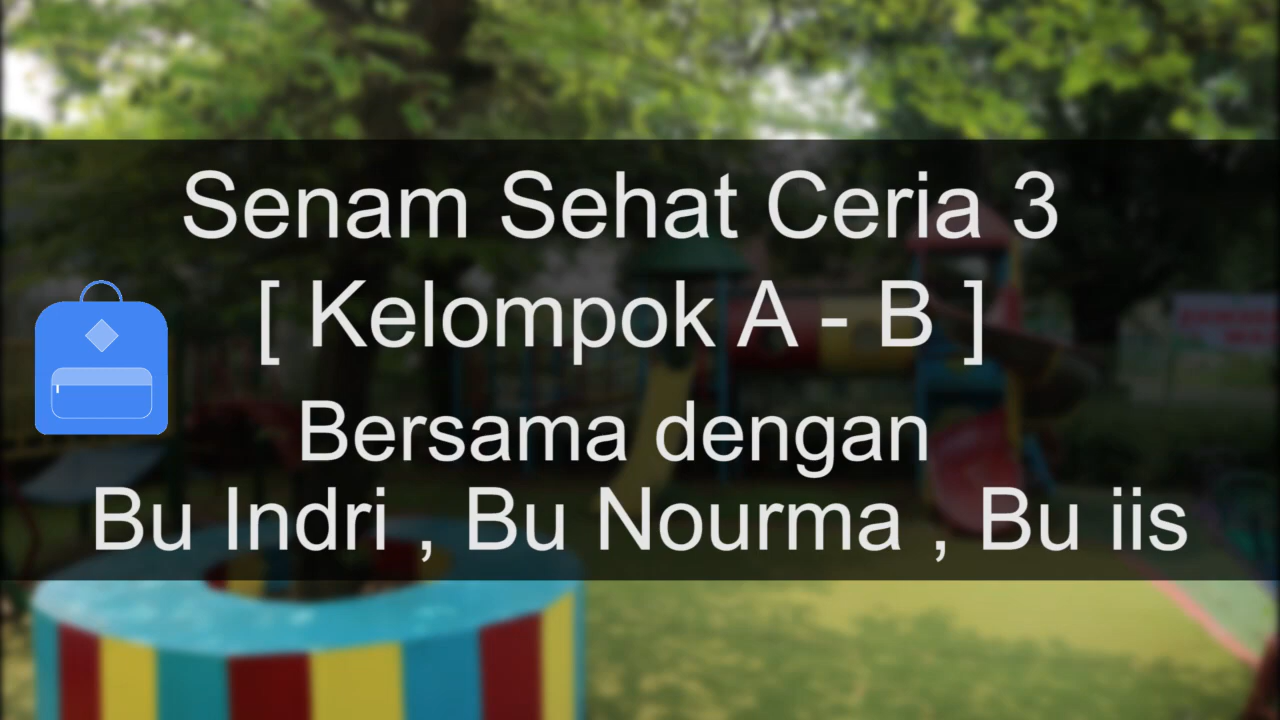 Senam Sehat Ceria 3
[ Kelompok A - B ]
Bersama dengan
Bu Indri , Bu Nourma , Bu iis